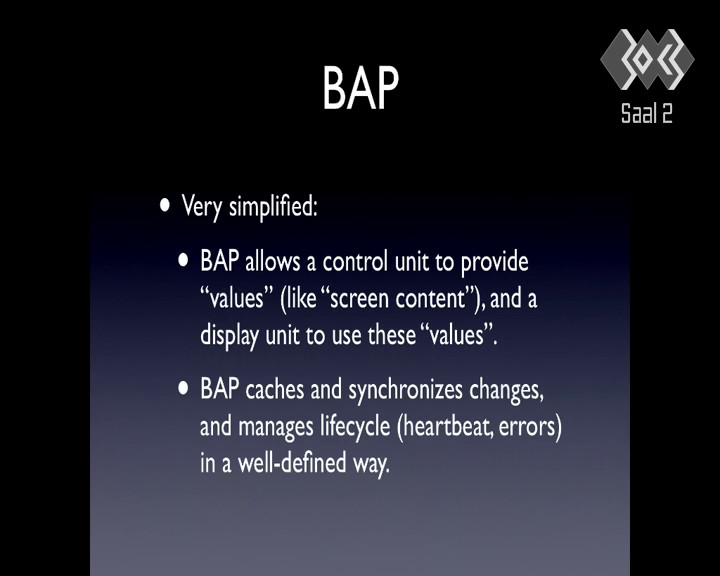 BAP
Saal 2
• Very simplified:
• BAP allows a control unit to provide
“values” (like “screen content”), and a
display unit to use these “values”.
• BAP caches and synchronizes changes,
and manages lifecycle (heartbeat, errors)
in a well-defined way.